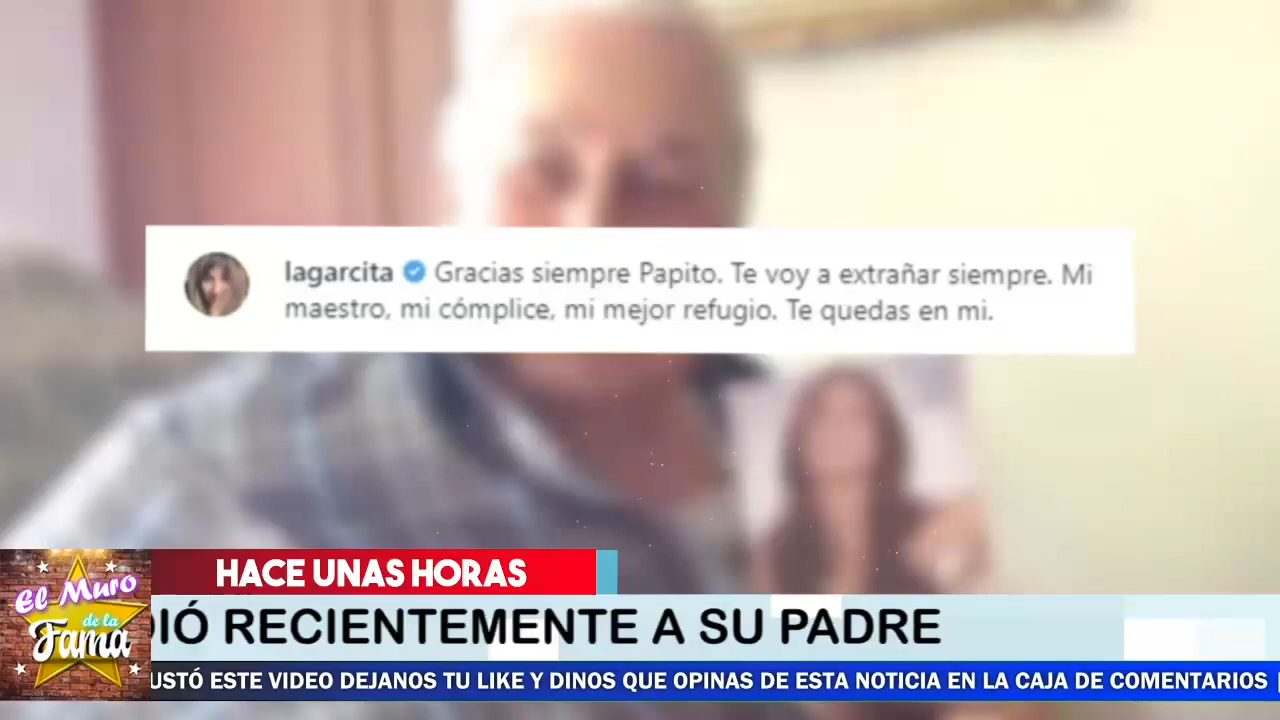 lagarcita Gracias siempre Papito. Te voy a extrañar siempre. Mi
maestro, mi cómplice, mi mejor refugio. Te quedas en mi.
HACE UNAS HORAS
El Muro
de la
Fama
DIÓ RECIENTEMENTE A SU PADRE
USTÓ ESTE VIDEO DEJANOS TU LIKE Y DINOS QUE OPINAS DE ESTA NOTICIA EN LA CAJA DE COMENTARIOS